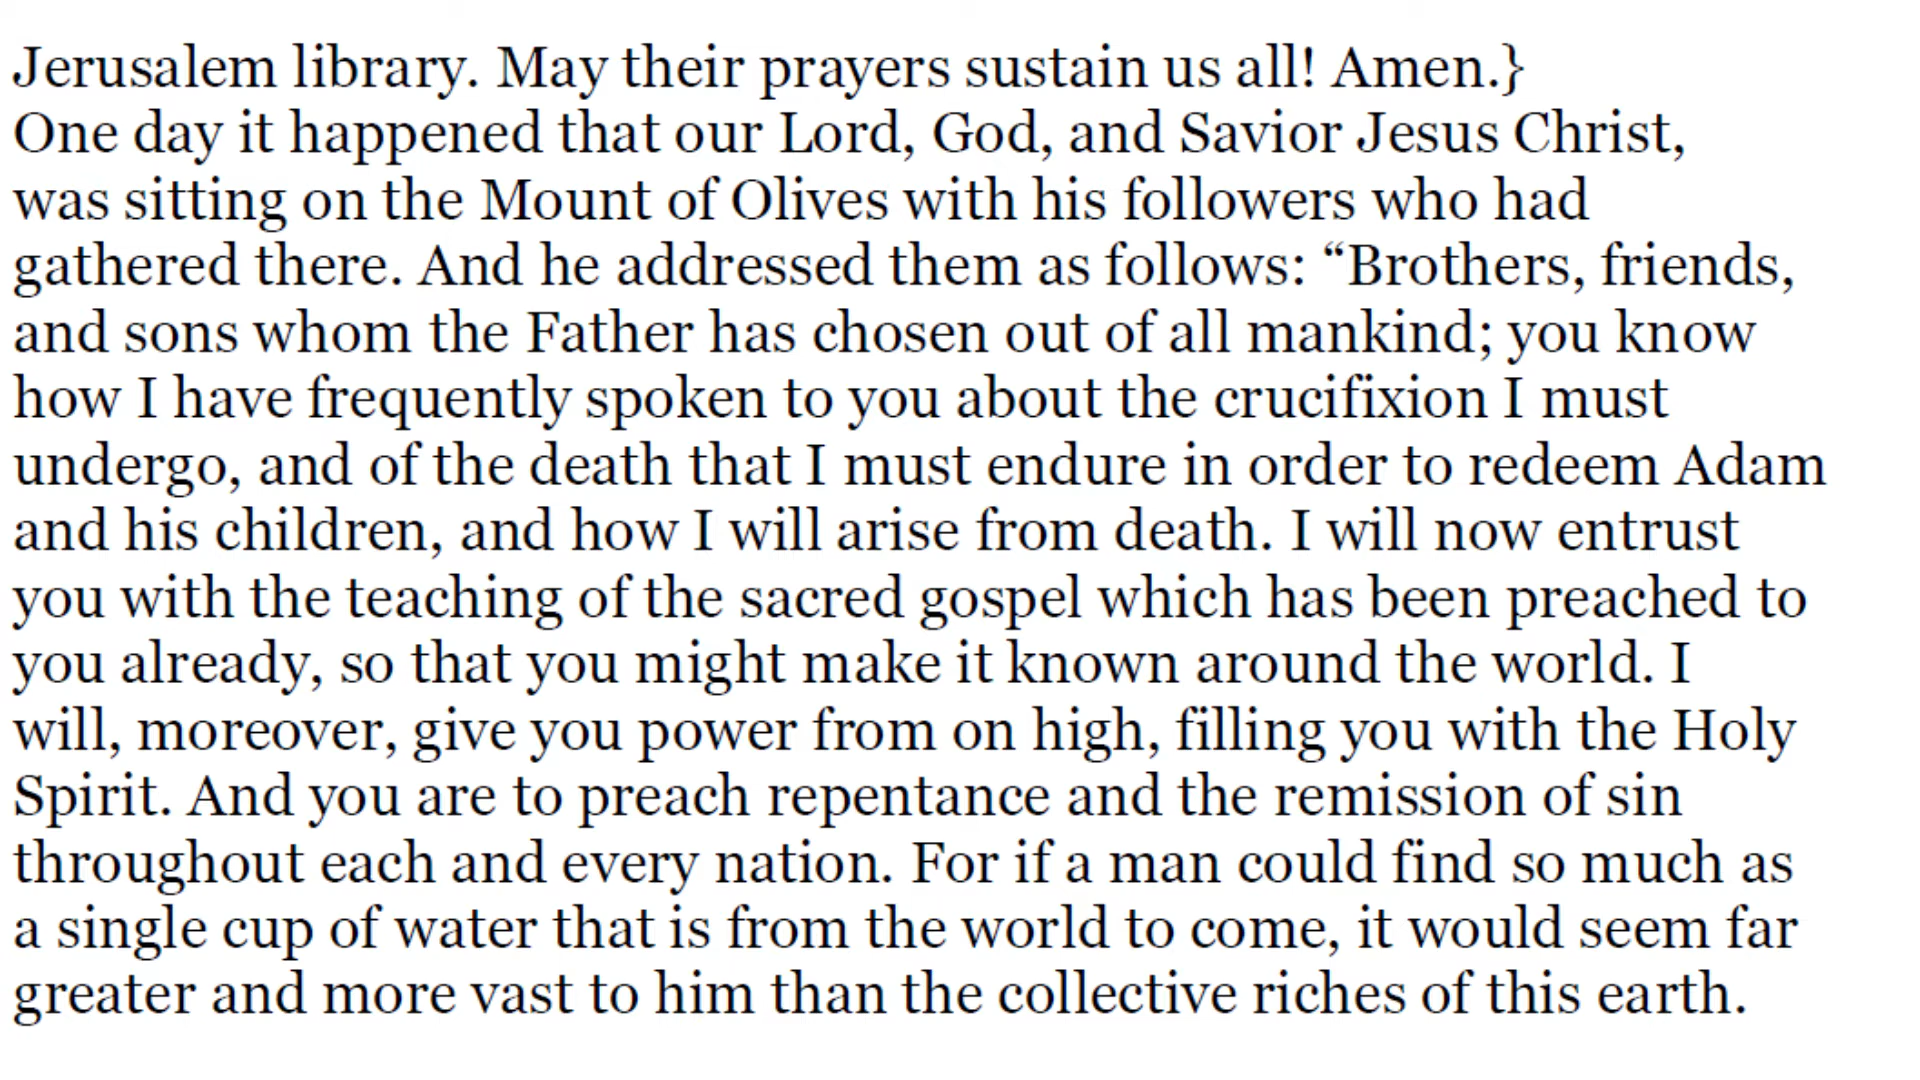 Jerusalem library. May their prayers sustain us all! Amen.}
One day it happened that our Lord, God, and Savior Jesus Christ,
was sitting on the Mount of Olives with his followers who had
gathered there. And he addressed them as follows: “Brothers, friends,
and sons whom the Father has chosen out of all mankind; you know
how I have frequently spoken to you about the crucifixion I must
undergo, and of the death that I must endure in order to redeem Adam
and his children, and how I will arise from death. I will now entrust
you with the teaching of the sacred gospel which has been preached to
you already, so that you might make it known around the world. I
will, moreover, give you power from on high, filling you with the Holy
Spirit. And you are to preach repentance and the remission of sin
throughout each and every nation. For if a man could find so much as
a single cup of water that is from the world to come, it would seem far
greater and more vast to him than the collective riches of this earth.